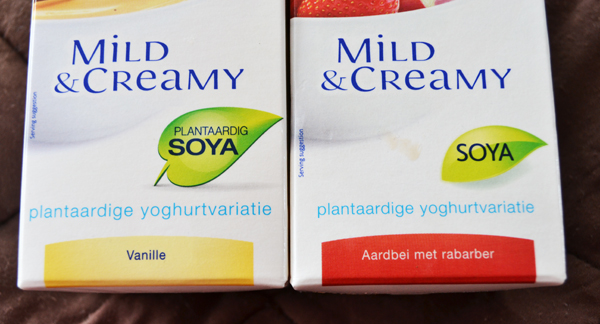 MiLD
&CReaMY
Serving suggestion
PLANTAARDIG
SOYA
plantaardige yoghurtvariatie
Vanille
MiLD
&CReaMY
Serving suggestion
SOYA
plantaardige yoghurtvariatie
Aardbei met rabarber